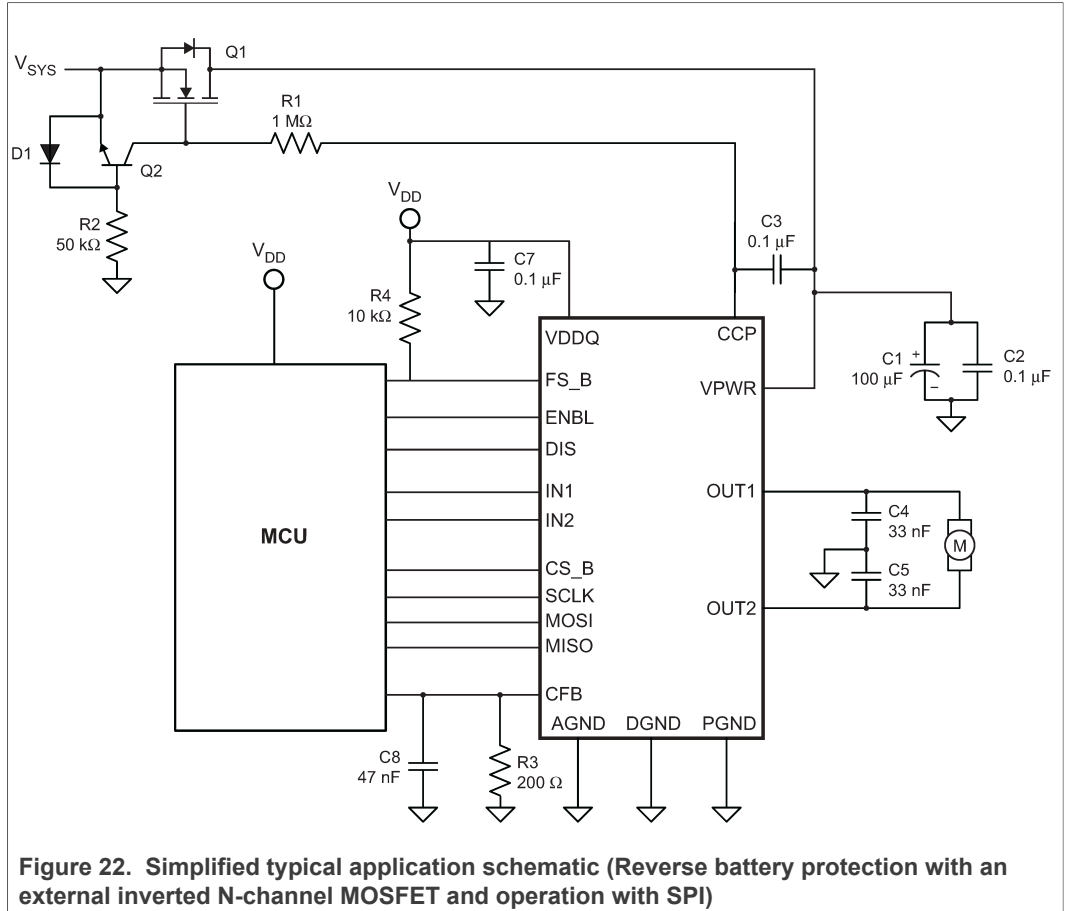 Q1
VSYS
R1
1 MΩ
D1
Q2
VDD
R2
50 kΩ
C3
0.1 µF
VDD
C7
0.1 µF
R4
10 kΩ
VDDQ
CCP
C1
100 µF
+
−
C2
0.1 µF
FS_B
VPWR
ENBL
DIS
IN1
OUT1
C4
33 nF
IN2
MCU
M
CS_B
C5
33 nF
SCLK
OUT2
MOSI
MISO
CFB
AGND
DGND
PGND
C8
47 nF
R3
200 Ω
Figure 22. Simplified typical application schematic (Reverse battery protection with an
external inverted N-channel MOSFET and operation with SPI)